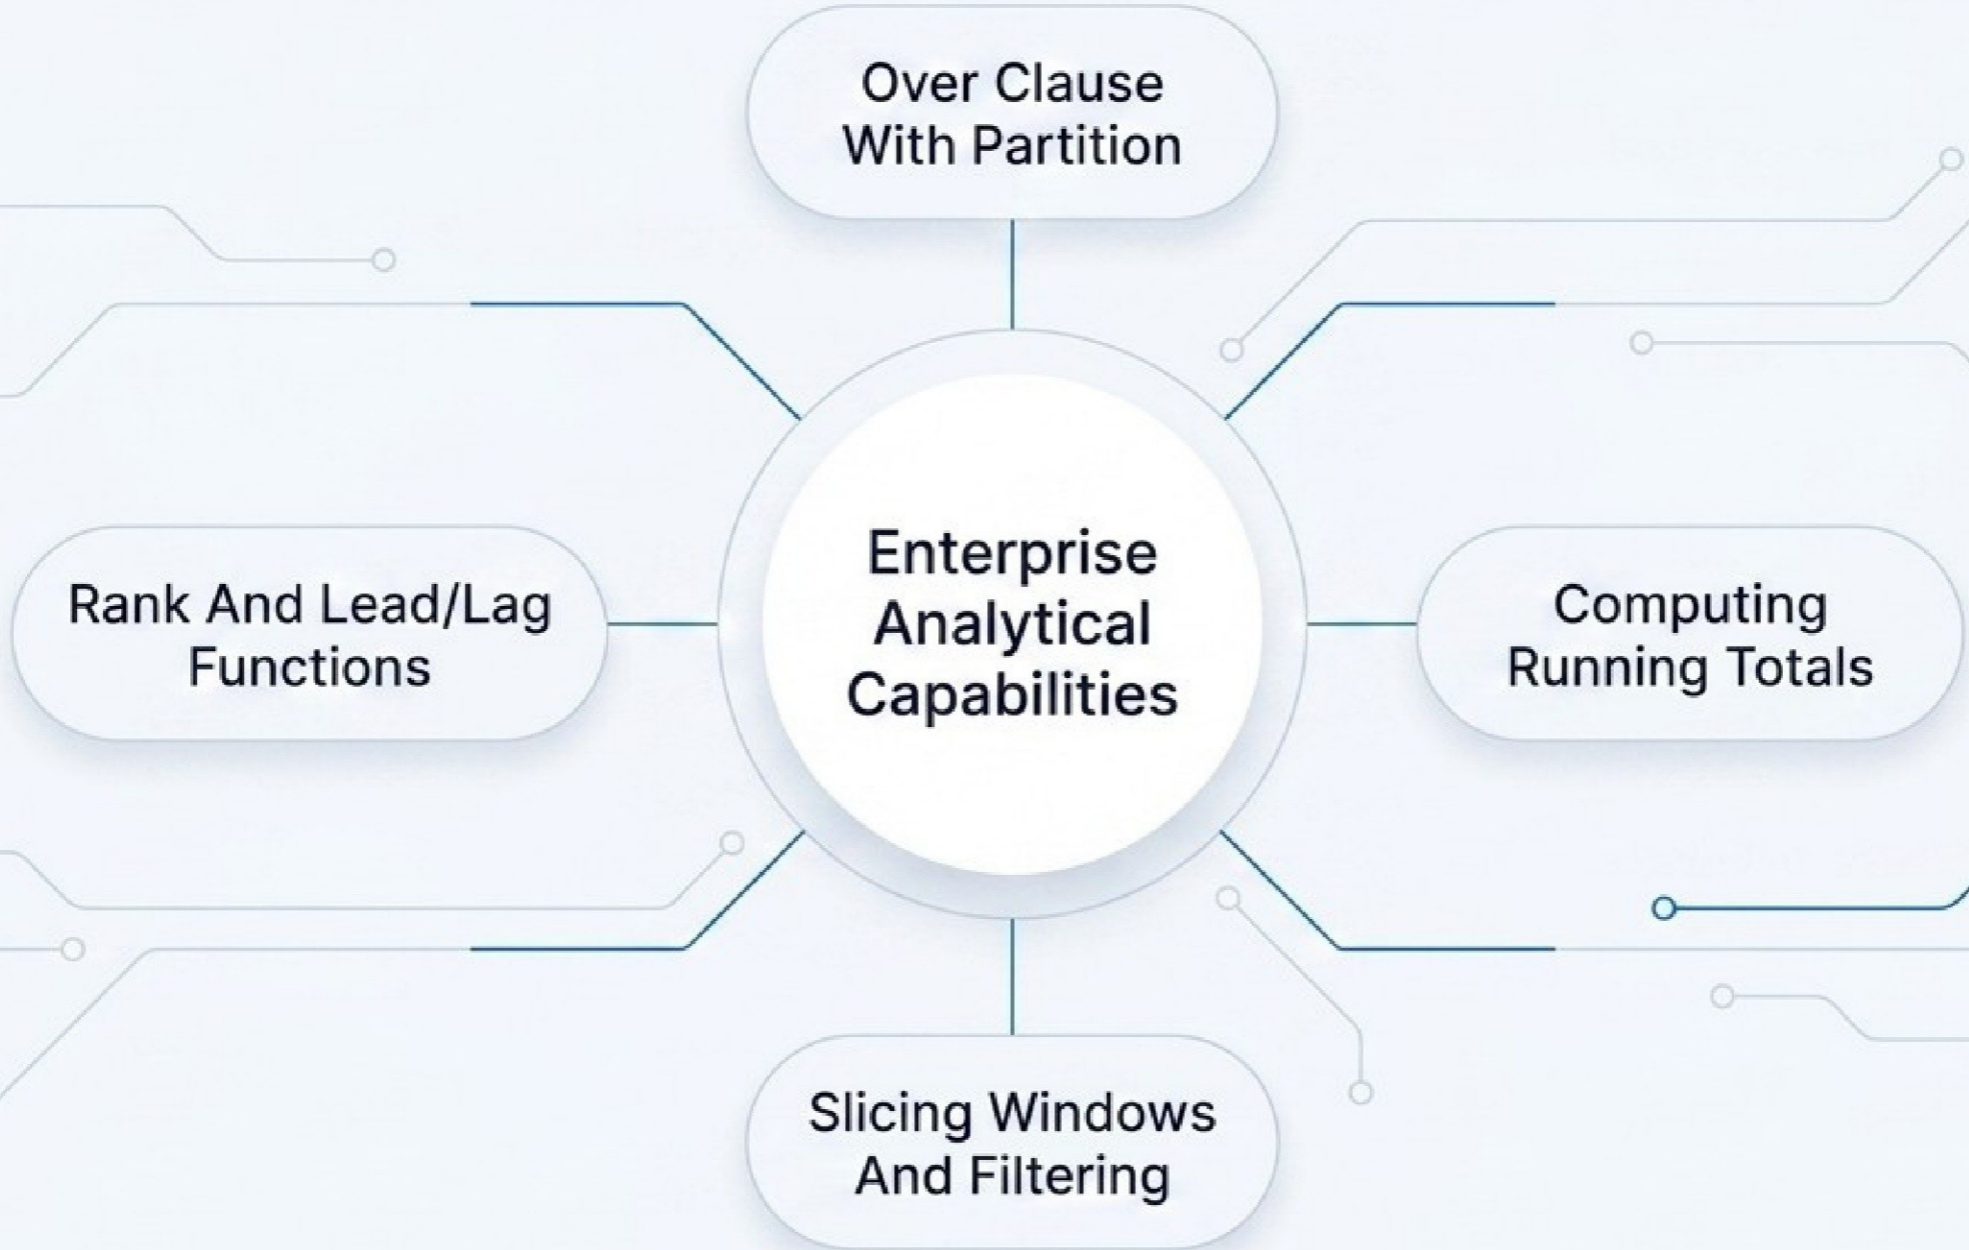 Over Clause
With Partition
Enterprise
Analytical
Capabilities
Rank And Lead/Lag
Functions
Computing
Running Totals
Slicing Windows
And Filtering